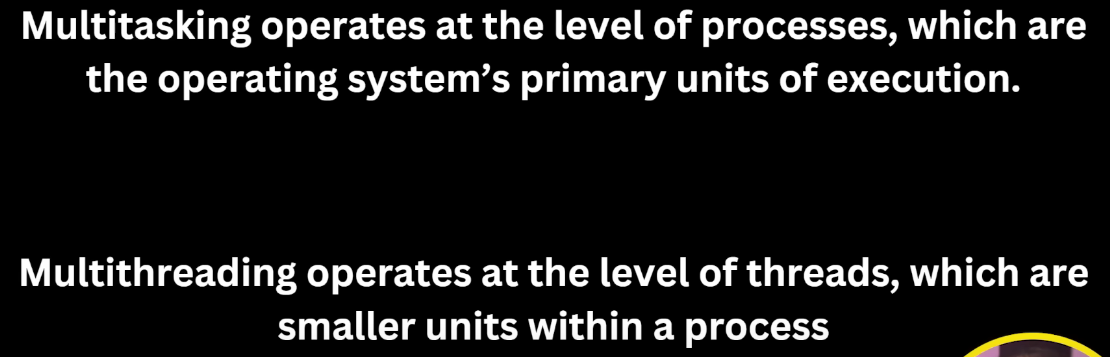 Multitasking operates at the level of processes, which are
the operating system’s primary units of execution.
Multithreading operates at the level of threads, which are
smaller units within a process